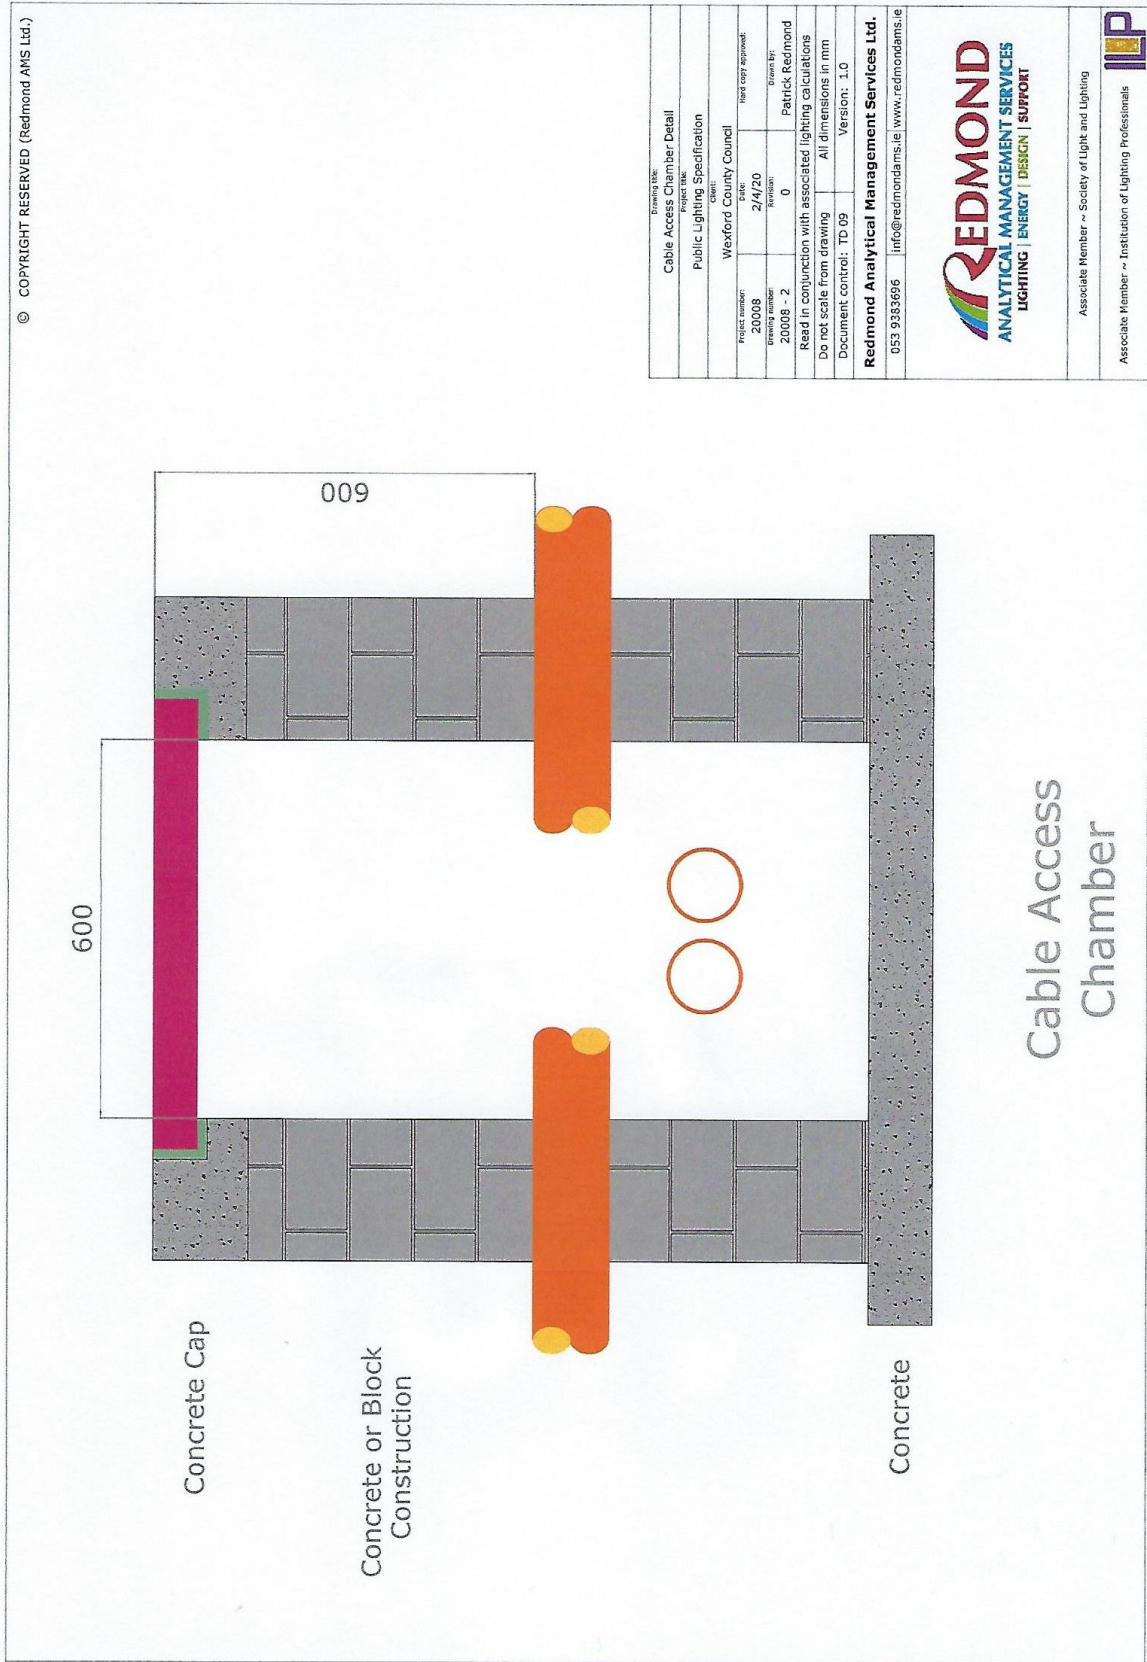 © COPYRIGHT RESERVED (Redmond AMS Ltd.)
600
600
Concrete Cap
Concrete or Block
Construction
Concrete
Cable Access
Chamber
Drawing title:
Cable Access Chamber Detail
Project title:
Public Lighting Specification
Client:
Wexford County Council
Project number: Date: Hard copy approved:
20008 2/4/20
Drawing number: Revision: Drawn by:
20008 - 2 0 Patrick Redmond
Read in conjunction with associated lighting calculations
Do not scale from drawing All dimensions in mm
Document control: TD 09 Version: 1.0
Redmond Analytical Management Services Ltd.
053 9383696 info@redmondams.ie www.redmondams.ie
REDMOND
ANALYTICAL MANAGEMENT SERVICES
LIGHTING | ENERGY | DESIGN | SUPPORT
Associate Member ~ Society of Light and Lighting
Associate Member ~ Institution of Lighting Professionals
ILP